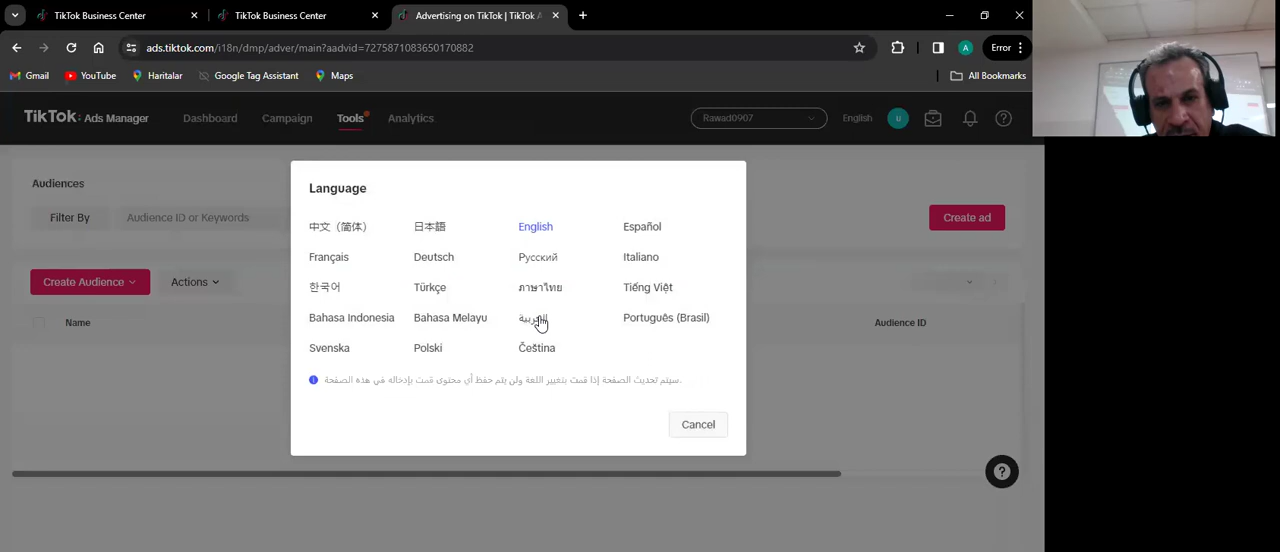 TikTok Business Center
TikTok Business Center
Advertising on TikTok | TikTok A
ads.tiktok.com/i18n/dmp/adver/main?aadvid=7275871083650170882
Error
Gmail
YouTube
Haritalar
Google Tag Assistant
Maps
All Bookmarks
TikTok: Ads Manager
Dashboard
Campaign
Tools
Analytics
Rawad0907
English
U
Audiences
Filter By
Audience ID or Keywords
Create ad
Create Audience
Actions
Name
Audience ID
Language
中文（简体） 日本語 English Español
Français Deutsch Русский Italiano
한국어 Türkçe ภาษาไทย Tiếng Việt
Bahasa Indonesia Bahasa Melayu العربية Português (Brasil)
Svenska Polski Čeština
سيتم تحديث الصفحة إذا قمت بتغيير اللغة ولن يتم حفظ أي محتوى قمت بإدخاله في هذه الصفحة.
Cancel